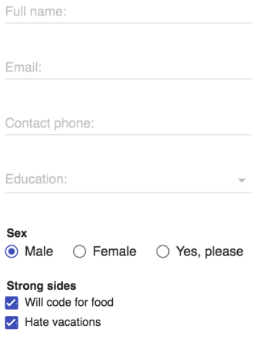 Full name:
Email:
Contact phone:
Education:
Sex
Male Female Yes, please
Strong sides
Will code for food
Hate vacations